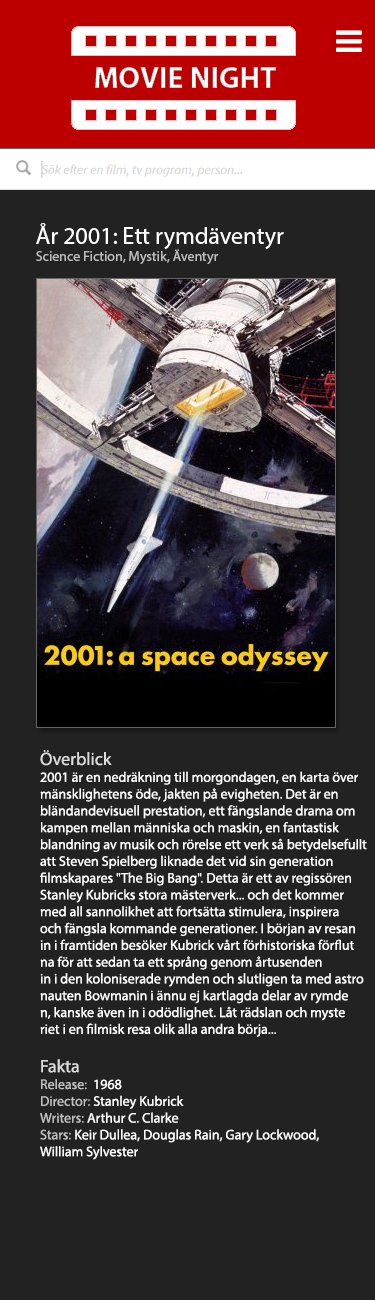 MOVIE NIGHT
Sök efter en film, tv program, person...
År 2001: Ett rymdäventyr
Science Fiction, Mystik, Äventyr
2001: a space odyssey
Överblick
2001 är en nedräkning till morgondagen, en karta över
mänsklighetens öde, jakten på evigheten. Det är en
bländandevisuell prestation, ett fängslande drama om
kampen mellan människa och maskin, en fantastisk
blandning av musik och rörelse ett verk så betydelsefullt
att Steven Spielberg liknade det vid sin generation
filmskapares "The Big Bang". Detta är ett av regissören
Stanley Kubricks stora mästerverk... och det kommer
med all sannolikhet att fortsätta stimulera, inspirera
och fängsla kommande generationer. I början av resan
in i framtiden besöker Kubrick vårt förhistoriska förflut
na för att sedan ta ett språng genom årtusenden
in i den koloniserade rymden och slutligen ta med astro
nauten Bowmanin i ännu ej kartlagda delar av rymde
n, kanske även in i odödlighet. Låt rädslan och myste
riet i en filmisk resa olik alla andra börja...
Fakta
Release: 1968
Director: Stanley Kubrick
Writers: Arthur C. Clarke
Stars: Keir Dullea, Douglas Rain, Gary Lockwood,
William Sylvester